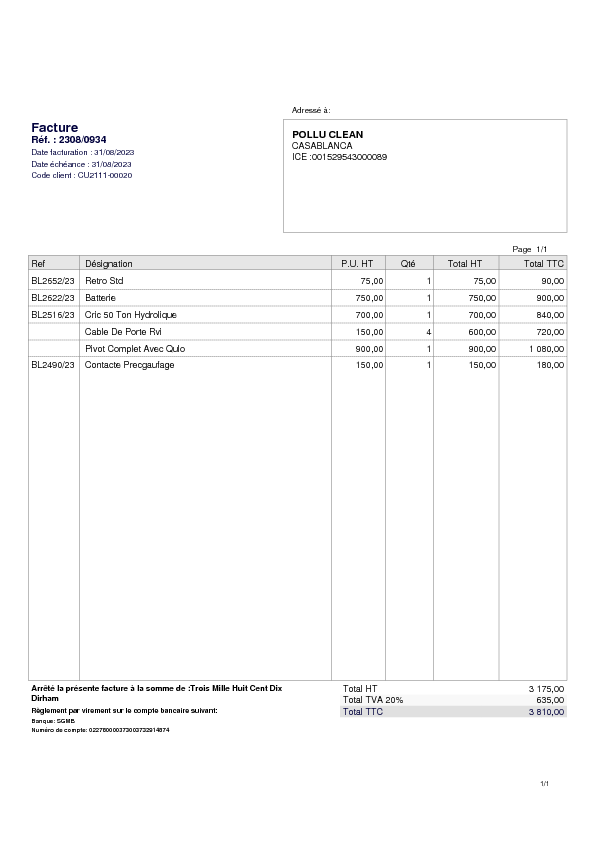 Adressé à:
Facture
Réf. : 2308/0934
Date facturation : 31/08/2023
Date échéance : 31/08/2023
Code client : CU2111-00020
POLLU CLEAN
CASABLANCA
ICE :001529543000089
Page 1/1
Ref Désignation P.U. HT Qté Total HT Total TTC
BL2652/23 Retro Std 75,00 1 75,00 90,00
BL2622/23 Batterie 750,00 1 750,00 900,00
BL2516/23 Cric 50 Ton Hydrolique 700,00 1 700,00 840,00
Cable De Porte Rvi 150,00 4 600,00 720,00
Pivot Complet Avec Qulo 900,00 1 900,00 1 080,00
BL2490/23 Contacte Precgaufage 150,00 1 150,00 180,00
Arrêté la présente facture à la somme de :Trois Mille Huit Cent Dix
Dirham
Règlement par virement sur le compte bancaire suivant:
Banque: SGMB
Numéro de compte: 022780000373003732914874
Total HT 3 175,00
Total TVA 20% 635,00
Total TTC 3 810,00
1/1